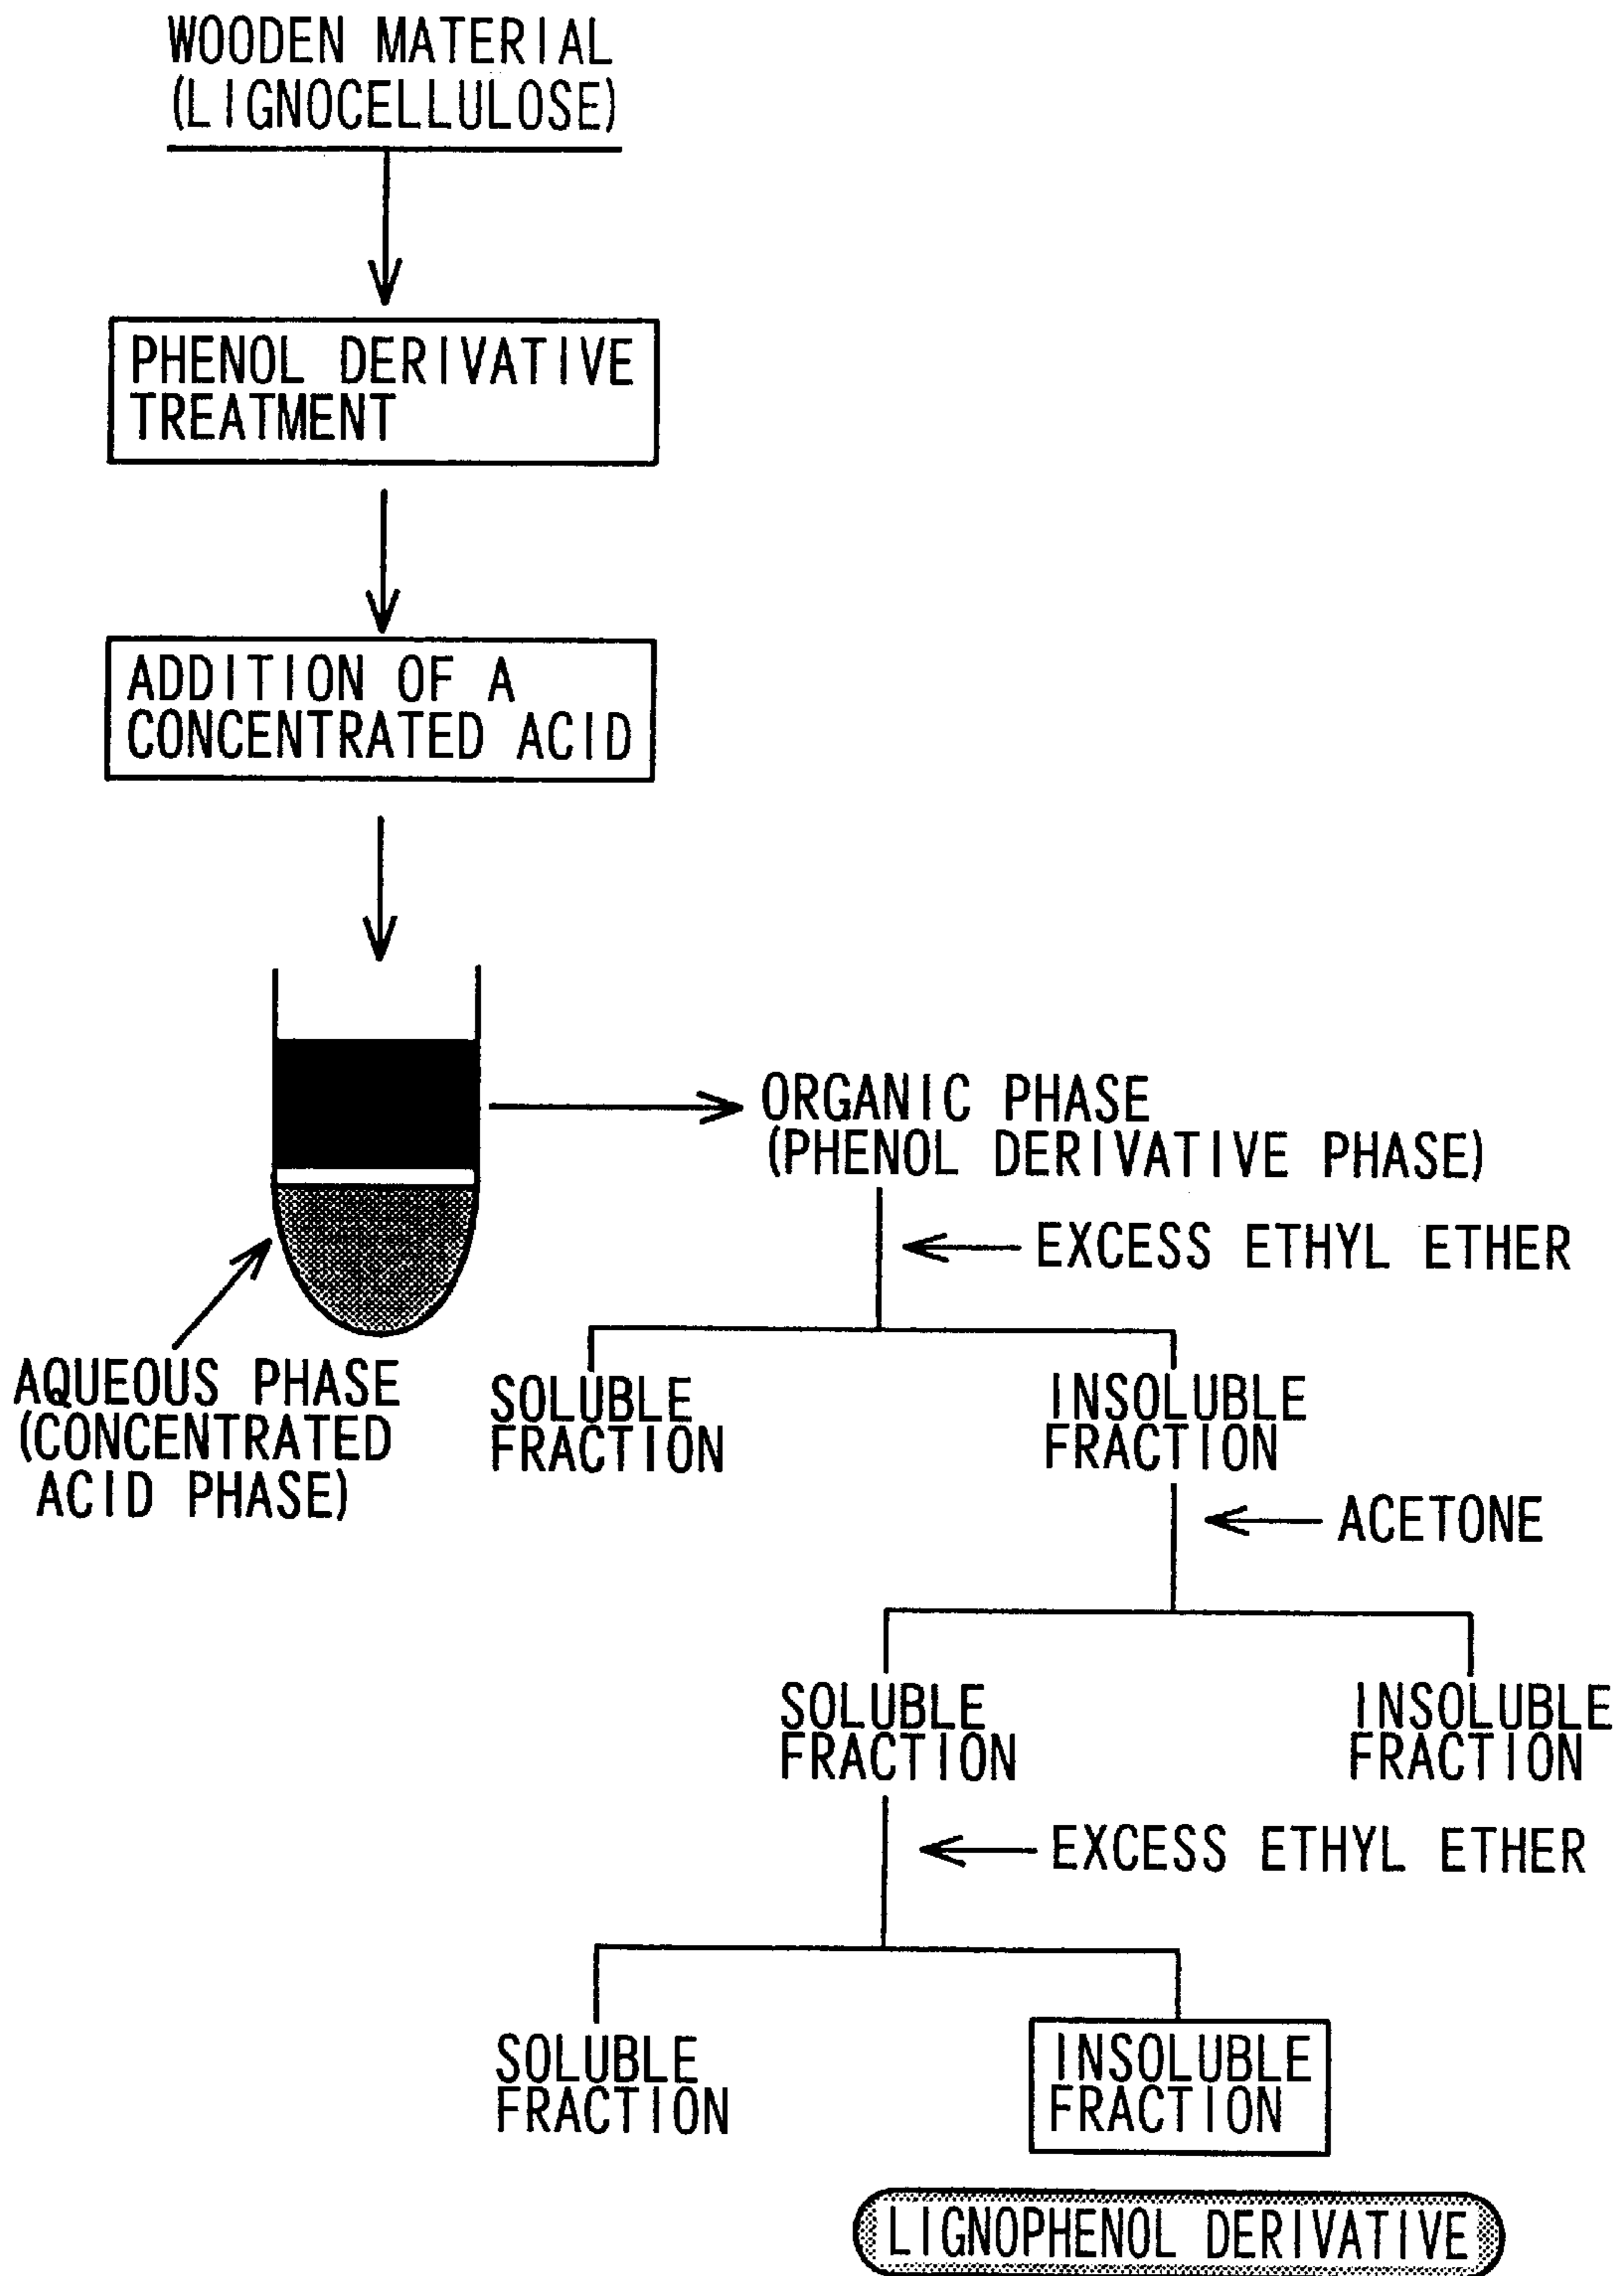 WOODEN MATERIAL
(LIGNOCELLULOSE)
PHENOL DERIVATIVE
TREATMENT
ADDITION OF A
CONCENTRATED ACID
ORGANIC PHASE
(PHENOL DERIVATIVE PHASE)
EXCESS ETHYL ETHER
AQUEOUS PHASE
(CONCENTRATED
ACID PHASE)
SOLUBLE
FRACTION
INSOLUBLE
FRACTION
ACETONE
SOLUBLE
FRACTION
INSOLUBLE
FRACTION
EXCESS ETHYL ETHER
SOLUBLE
FRACTION
INSOLUBLE
FRACTION
LIGNOPHENOL DERIVATIVE